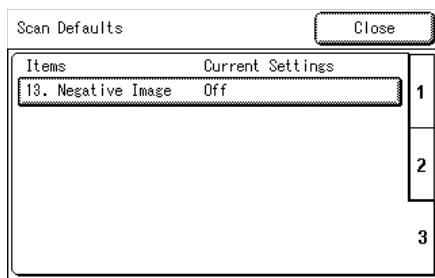 Scan Defaults Close
Items Current Settings
13. Negative Image Off
1
2
3